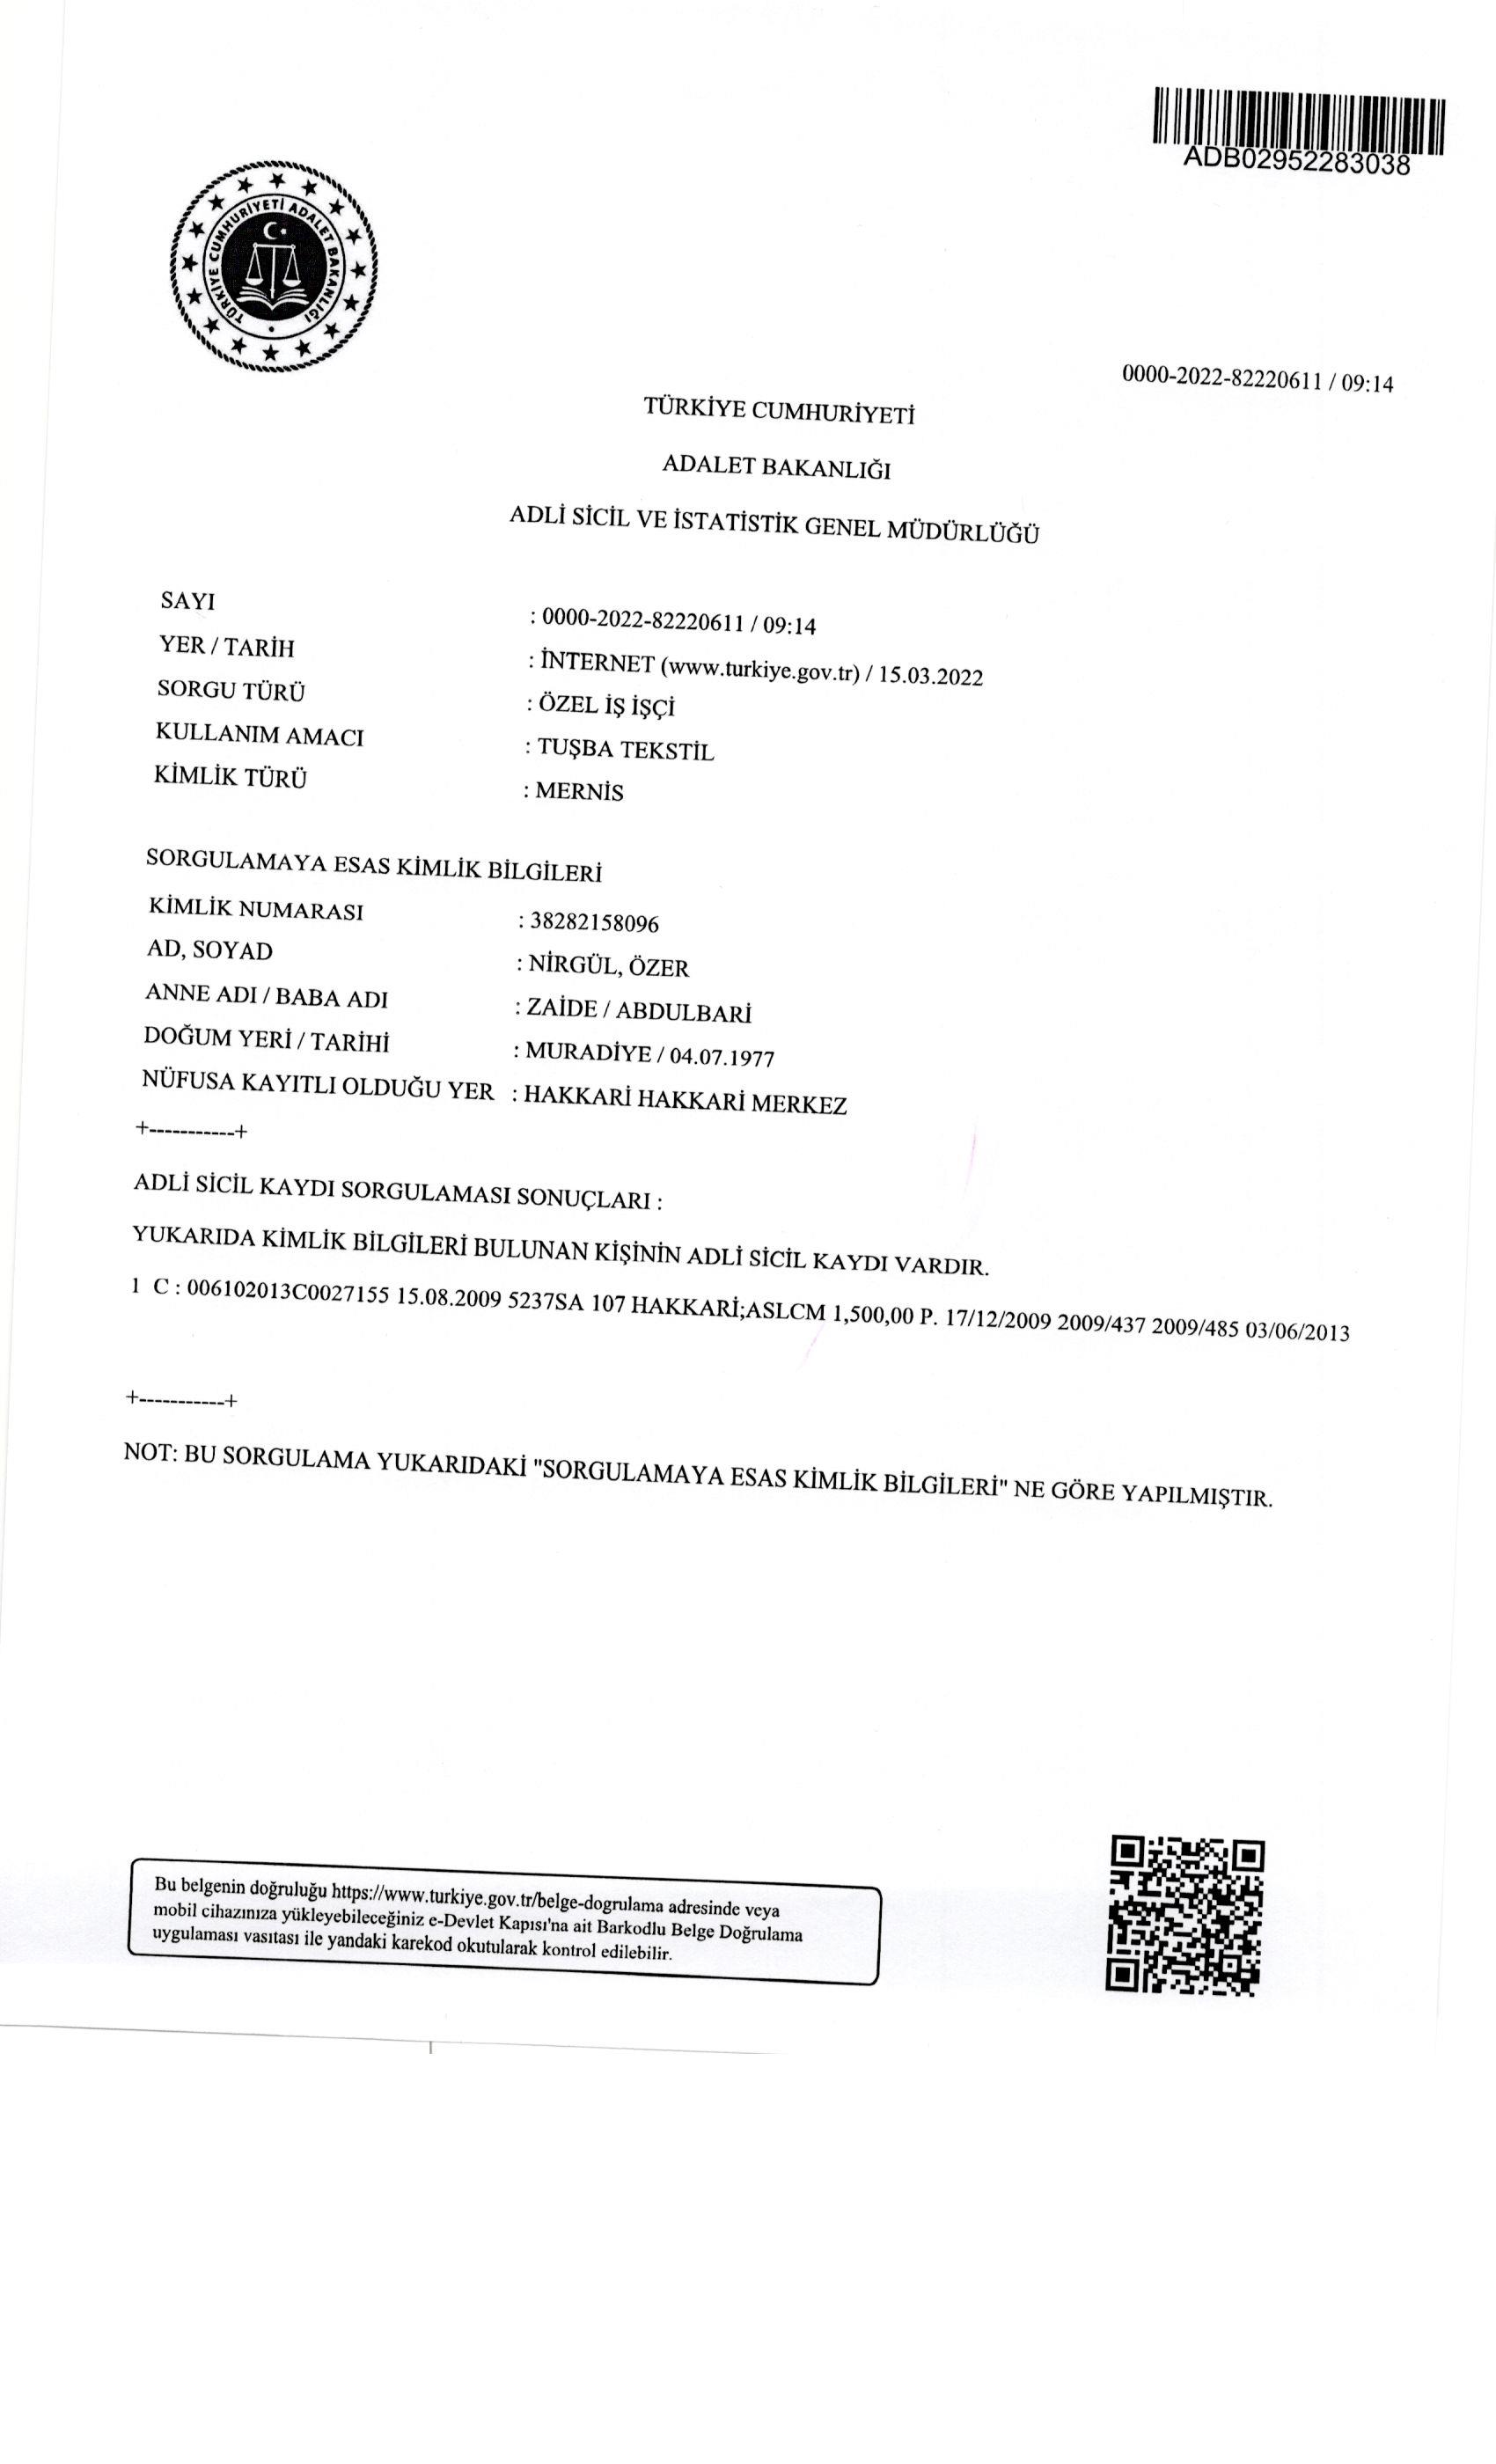 ADB02952283038
TÜRKİYE CUMHURİYETİ ADALET BAKANLIĞI
0000-2022-82220611 / 09:14
TÜRKİYE CUMHURİYETİ
ADALET BAKANLIĞI
ADLİ SİCİL VE İSTATİSTİK GENEL MÜDÜRLÜĞÜ
SAYI : 0000-2022-82220611 / 09:14
YER / TARİH : İNTERNET (www.turkiye.gov.tr) / 15.03.2022
SORGU TÜRÜ : ÖZEL İŞ İŞÇİ
KULLANIM AMACI : TUŞBA TEKSTİL
KİMLİK TÜRÜ : MERNİS
SORGULAMAYA ESAS KİMLİK BİLGİLERİ
KİMLİK NUMARASI : 38282158096
AD, SOYAD : NİRGÜL, ÖZER
ANNE ADI / BABA ADI : ZAİDE / ABDULBARİ
DOĞUM YERİ / TARİHİ : MURADİYE / 04.07.1977
NÜFUSA KAYITLI OLDUĞU YER : HAKKARİ HAKKARİ MERKEZ
+-----------+
ADLİ SİCİL KAYDI SORGULAMASI SONUÇLARI :
YUKARIDA KİMLİK BİLGİLERİ BULUNAN KİŞİNİN ADLİ SİCİL KAYDI VARDIR.
1 C : 006102013C0027155 15.08.2009 5237SA 107 HAKKARİ;ASLCM 1,500,00 P. 17/12/2009 2009/437 2009/485 03/06/2013
+-----------+
NOT: BU SORGULAMA YUKARIDAKİ "SORGULAMAYA ESAS KİMLİK BİLGİLERİ" NE GÖRE YAPILMIŞTIR.
Bu belgenin doğruluğu https://www.turkiye.gov.tr/belge-dogrulama adresinde veya
mobil cihazınıza yükleyebileceğiniz e-Devlet Kapısı'na ait Barkodlu Belge Doğrulama
uygulaması vasıtası ile yandaki karekod okutularak kontrol edilebilir.